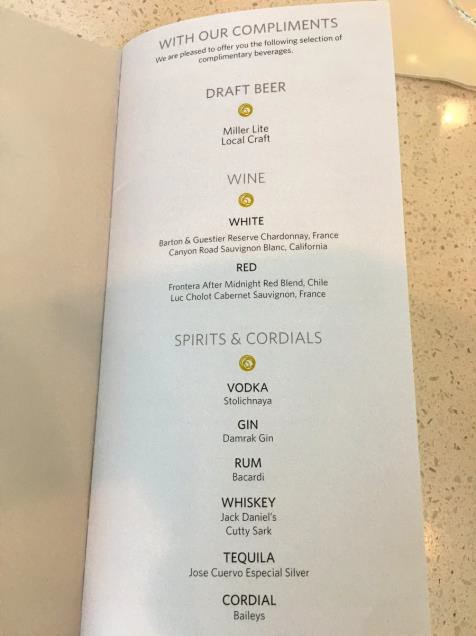 WITH OUR COMPLIMENTS
We are pleased to offer you the following selection of
complimentary beverages.
DRAFT BEER
Miller Lite
Local Craft
WINE
WHITE
Barton & Guestier Reserve Chardonnay, France
Canyon Road Sauvignon Blanc, California
RED
Frontera After Midnight Red Blend, Chile
Luc Cholot Cabernet Sauvignon, France
SPIRITS & CORDIALS
VODKA
Stolichnaya
GIN
Damrak Gin
RUM
Bacardi
WHISKEY
Jack Daniel's
Cutty Sark
TEQUILA
Jose Cuervo Especial Silver
CORDIAL
Baileys